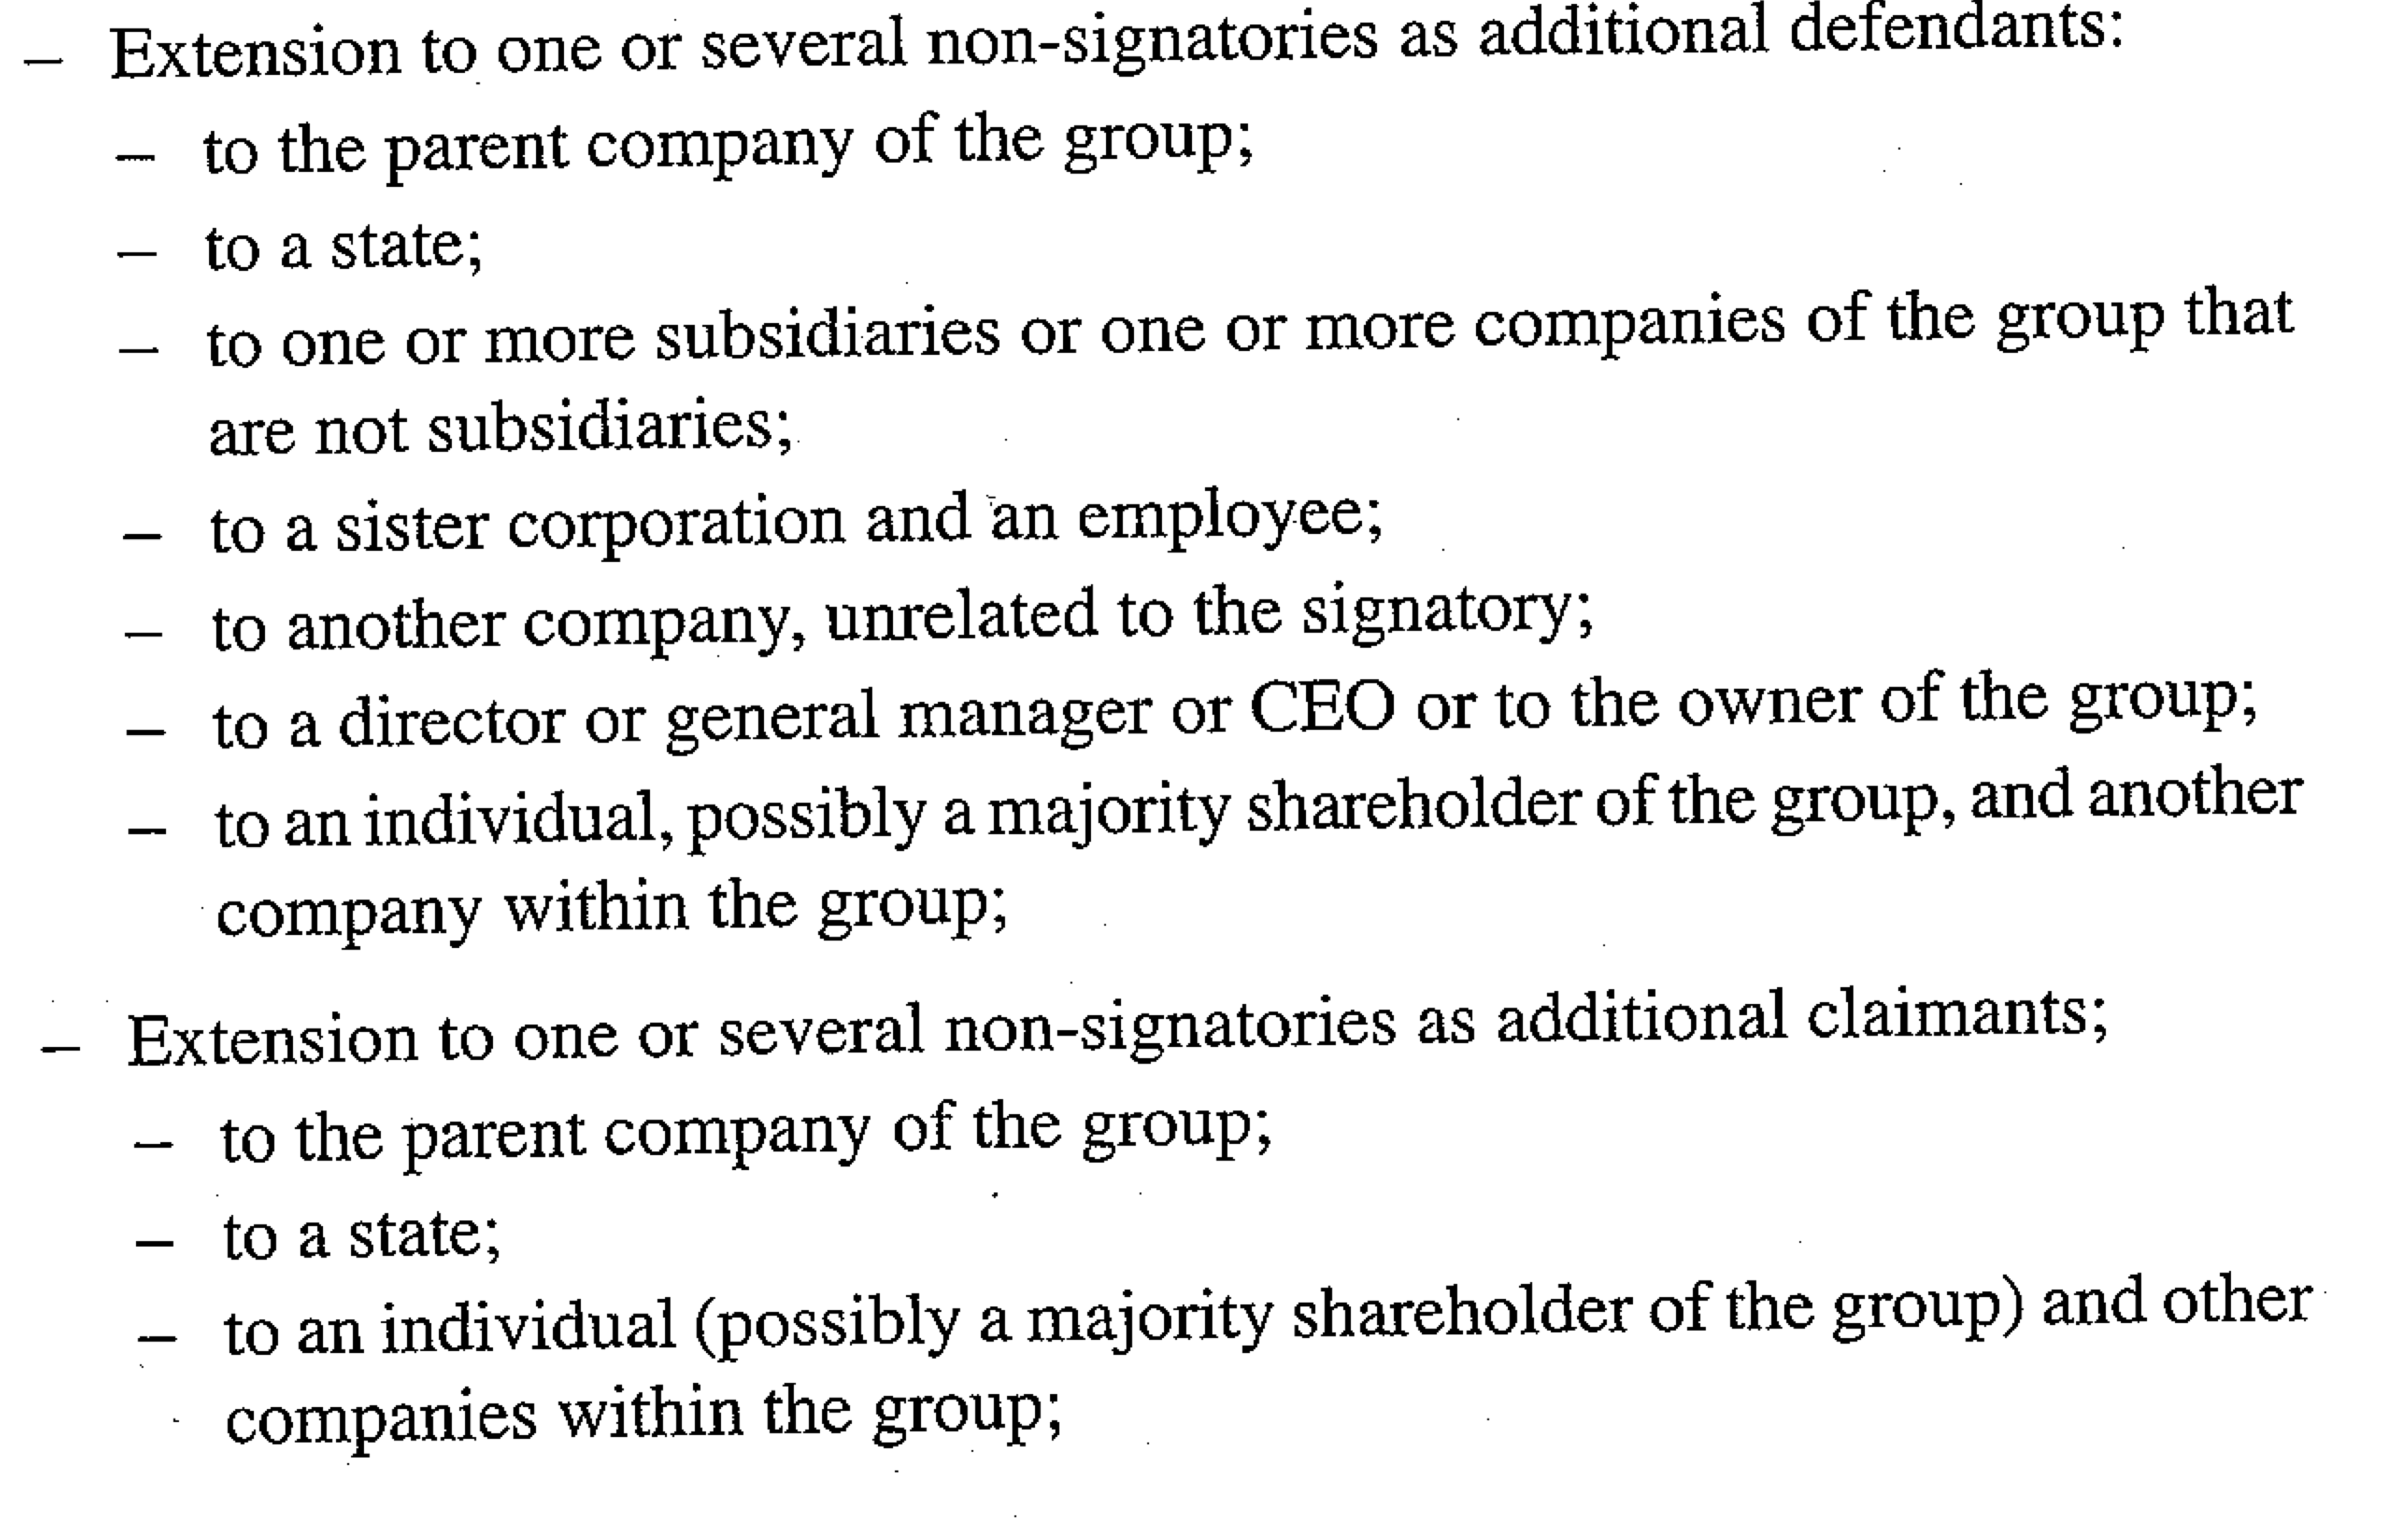 – Extension to one or several non-signatories as additional defendants:
– to the parent company of the group;
– to a state;
– to one or more subsidiaries or one or more companies of the group that
are not subsidiaries;
– to a sister corporation and an employee;
– to another company, unrelated to the signatory;
– to a director or general manager or CEO or to the owner of the group;
– to an individual, possibly a majority shareholder of the group, and another
company within the group;
– Extension to one or several non-signatories as additional claimants;
– to the parent company of the group;
– to a state;
– to an individual (possibly a majority shareholder of the group) and other
companies within the group;